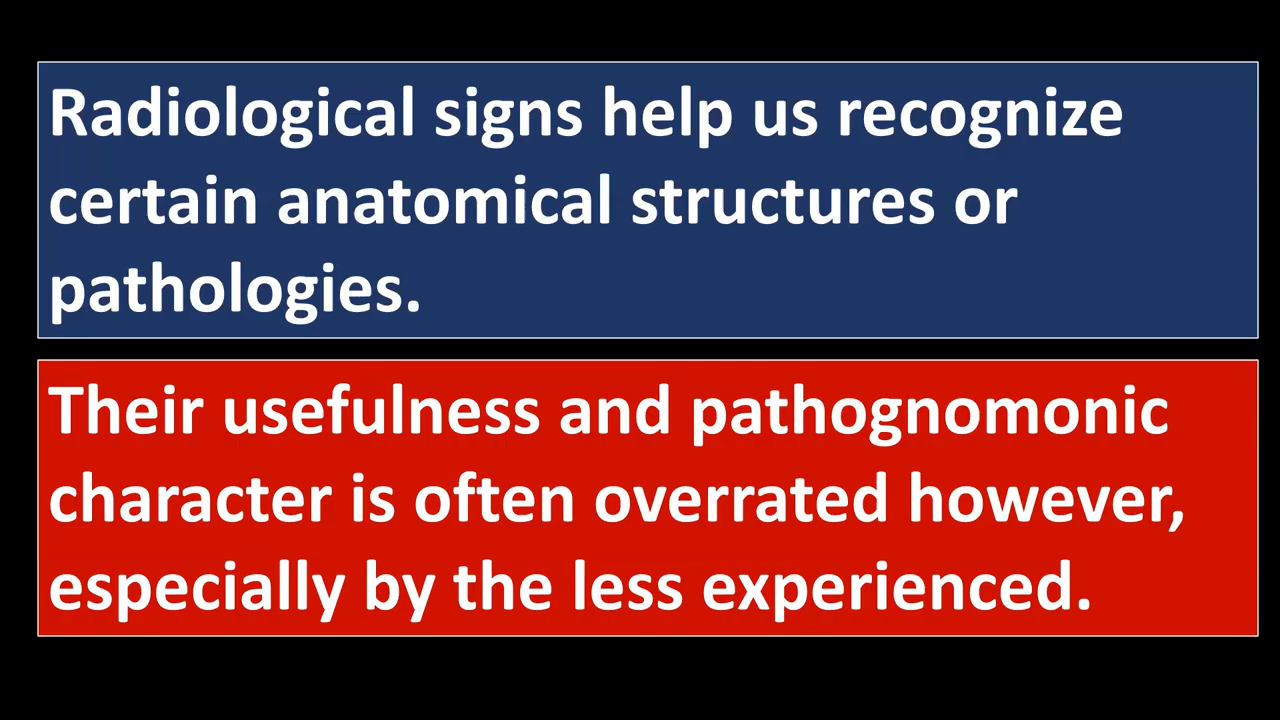 Radiological signs help us recognize
certain anatomical structures or
pathologies.
Their usefulness and pathognomonic
character is often overrated however,
especially by the less experienced.